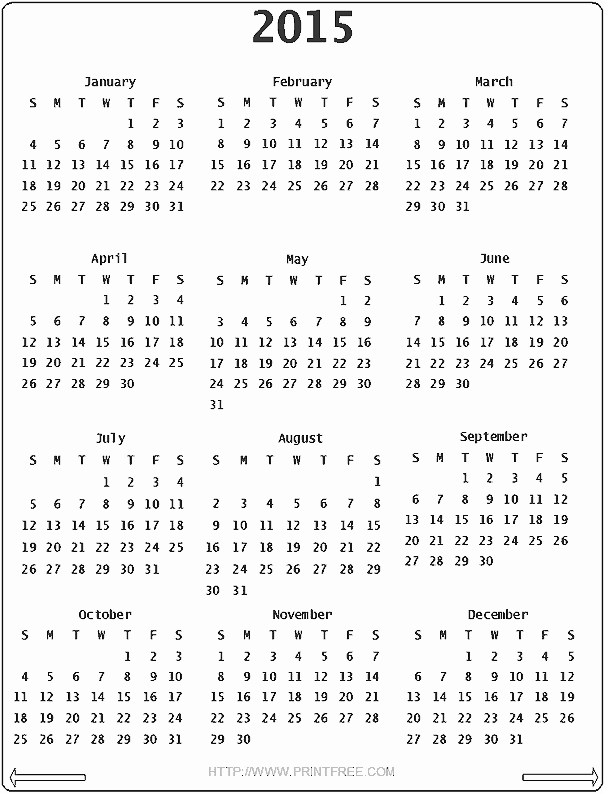 2015
January February March
S M T W T F S S M T W T F S S M T W T F S
1 2 3 1 2 3 4 5 6 7 1 2 3 4 5 6 7
4 5 6 7 8 9 10 8 9 10 11 12 13 14 8 9 10 11 12 13 14
11 12 13 14 15 16 17 15 16 17 18 19 20 21 15 16 17 18 19 20 21
18 19 20 21 22 23 24 22 23 24 25 26 27 28 22 23 24 25 26 27 28
25 26 27 28 29 30 31 29 30 31
April May June
S M T W T F S S M T W T F S S M T W T F S
1 2 3 4 1 2 1 2 3 4 5 6
5 6 7 8 9 10 11 3 4 5 6 7 8 9 7 8 9 10 11 12 13
12 13 14 15 16 17 18 10 11 12 13 14 15 16 14 15 16 17 18 19 20
19 20 21 22 23 24 25 17 18 19 20 21 22 23 21 22 23 24 25 26 27
26 27 28 29 30 24 25 26 27 28 29 30 28 29 30
31
July August September
S M T W T F S S M T W T F S S M T W T F S
1 2 3 4 1 1 2 3 4 5
5 6 7 8 9 10 11 2 3 4 5 6 7 8 6 7 8 9 10 11 12
12 13 14 15 16 17 18 9 10 11 12 13 14 15 13 14 15 16 17 18 19
19 20 21 22 23 24 25 16 17 18 19 20 21 22 20 21 22 23 24 25 26
26 27 28 29 30 31 23 24 25 26 27 28 29 27 28 29 30
30 31
October November December
S M T W T F S S M T W T F S S M T W T F S
1 2 3 1 2 3 4 5 6 7 1 2 3 4 5
4 5 6 7 8 9 10 8 9 10 11 12 13 14 6 7 8 9 10 11 12
11 12 13 14 15 16 17 15 16 17 18 19 20 21 13 14 15 16 17 18 19
18 19 20 21 22 23 24 22 23 24 25 26 27 28 20 21 22 23 24 25 26
25 26 27 28 29 30 31 29 30 27 28 29 30 31
HTTP://WWW.PRINTFREE.COM